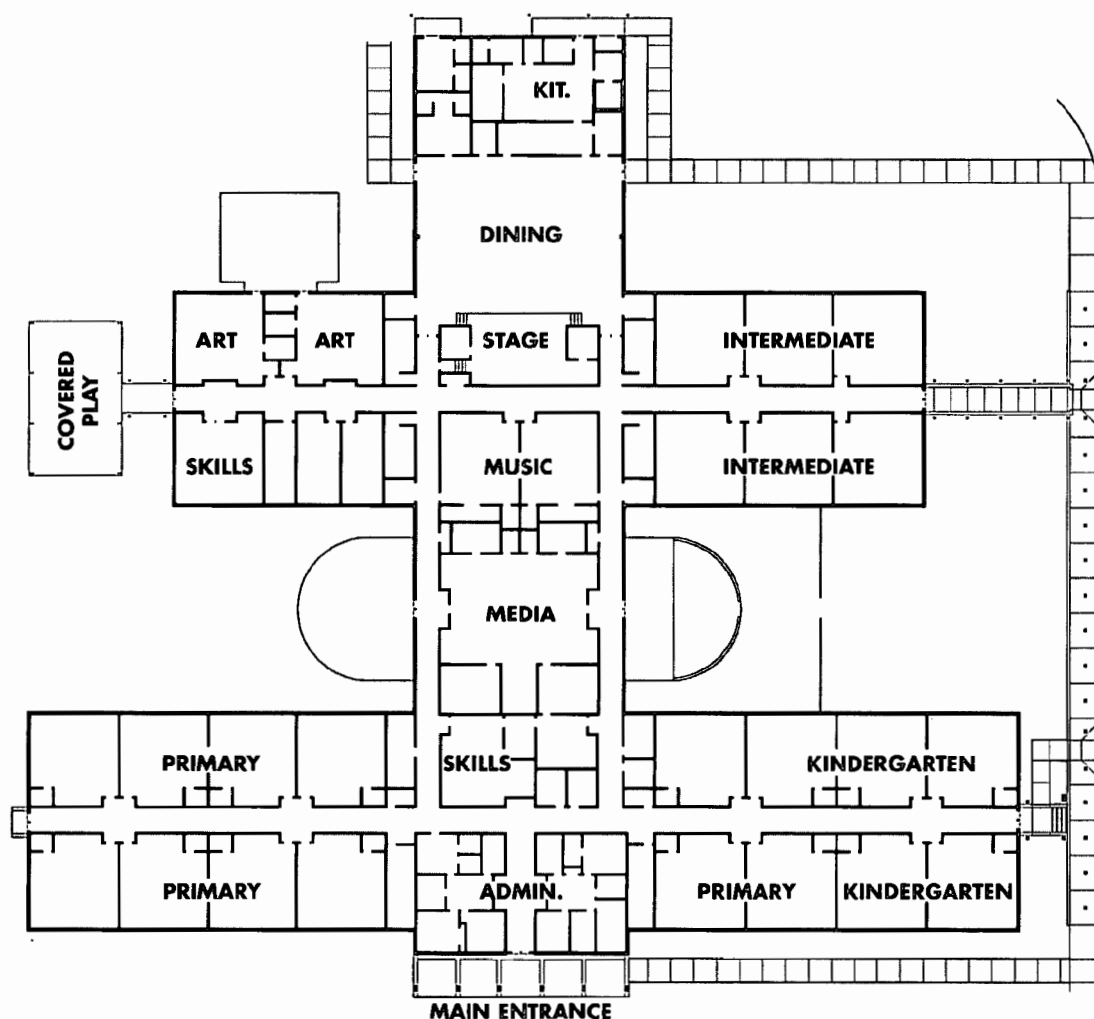 KIT.
DINING
ART
ART
STAGE
INTERMEDIATE
COVERED
PLAY
SKILLS
MUSIC
INTERMEDIATE
MEDIA
PRIMARY
SKILLS
KINDERGARTEN
PRIMARY
ADMIN.
PRIMARY
KINDERGARTEN
MAIN ENTRANCE